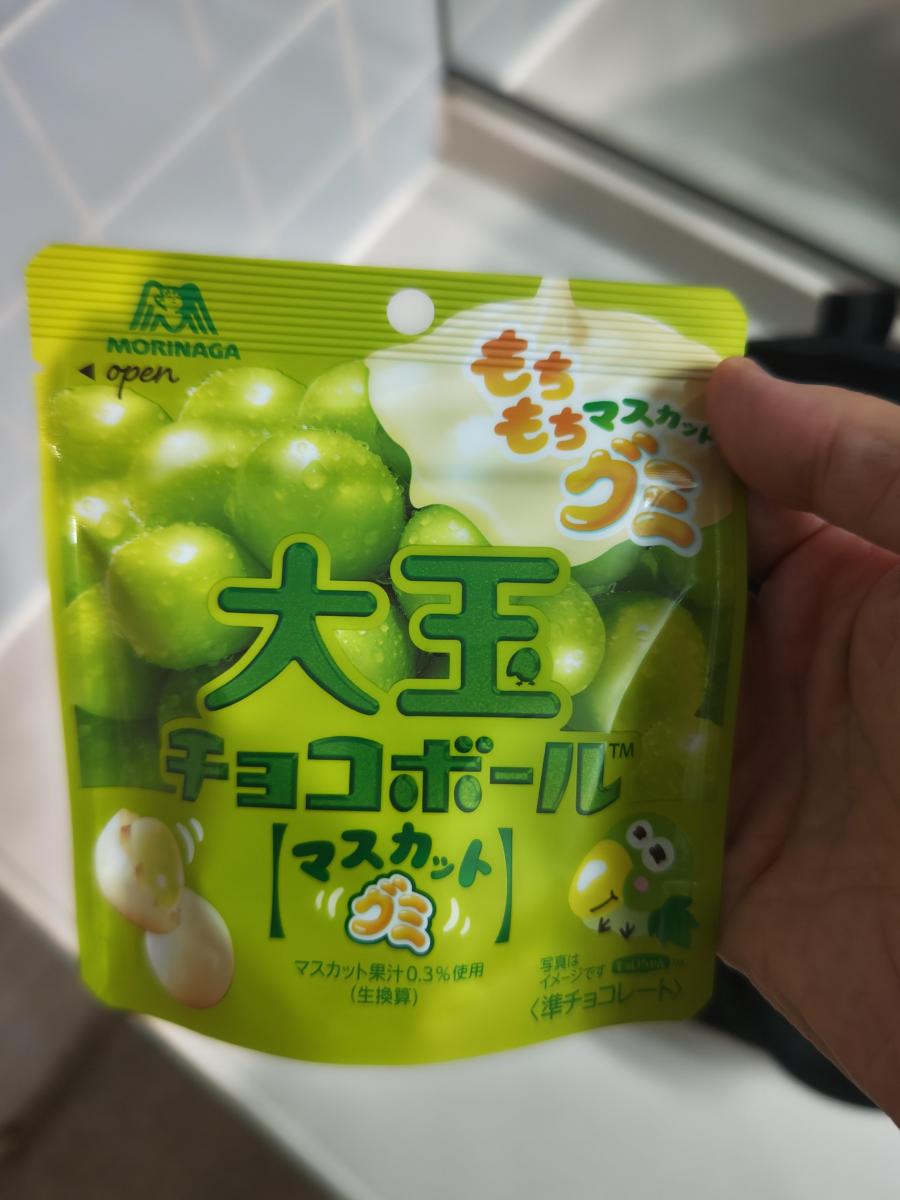 MORINAGA
open
もち
もちマスカット
グミ
大玉
チョコボール™
【マスカット
グミ】
マスカット果汁0.3%使用
(生換算)
写真は
イメージです
〈準チョコレート〉